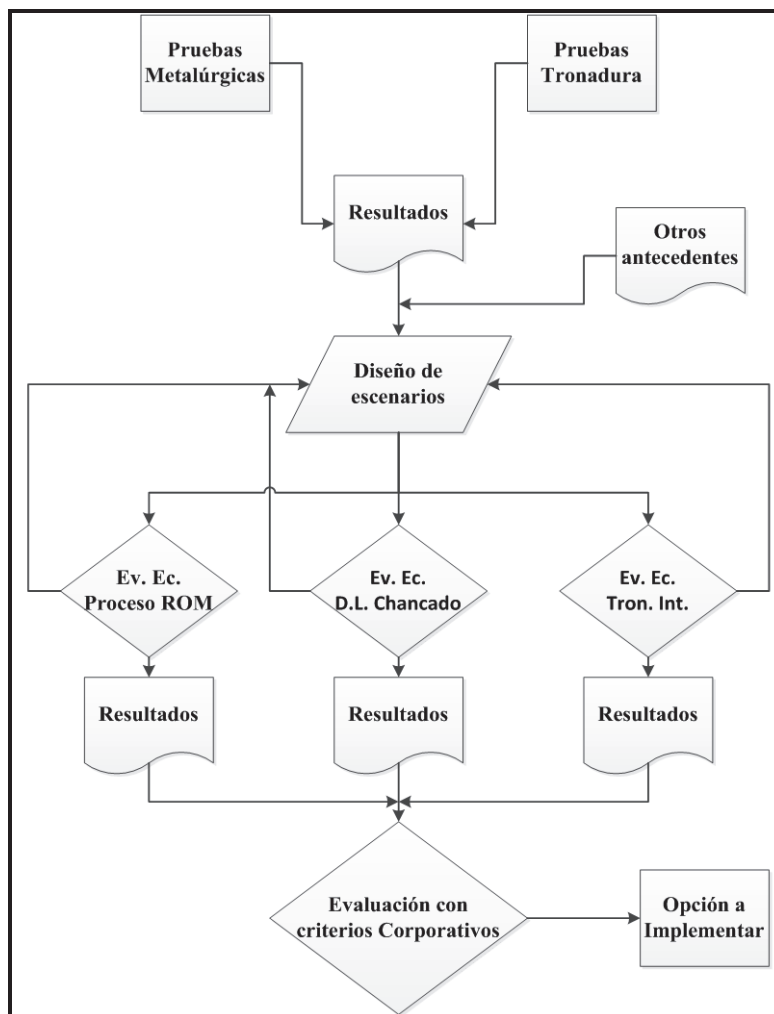 Pruebas
Metalúrgicas
Pruebas
Tronadura
Resultados
Otros
antecedentes
Diseño de
escenarios
Ev. Ec.
Proceso ROM
Ev. Ec.
D.L. Chancado
Ev. Ec.
Tron. Int.
Resultados
Resultados
Resultados
Evaluación con
criterios Corporativos
Opción a
Implementar